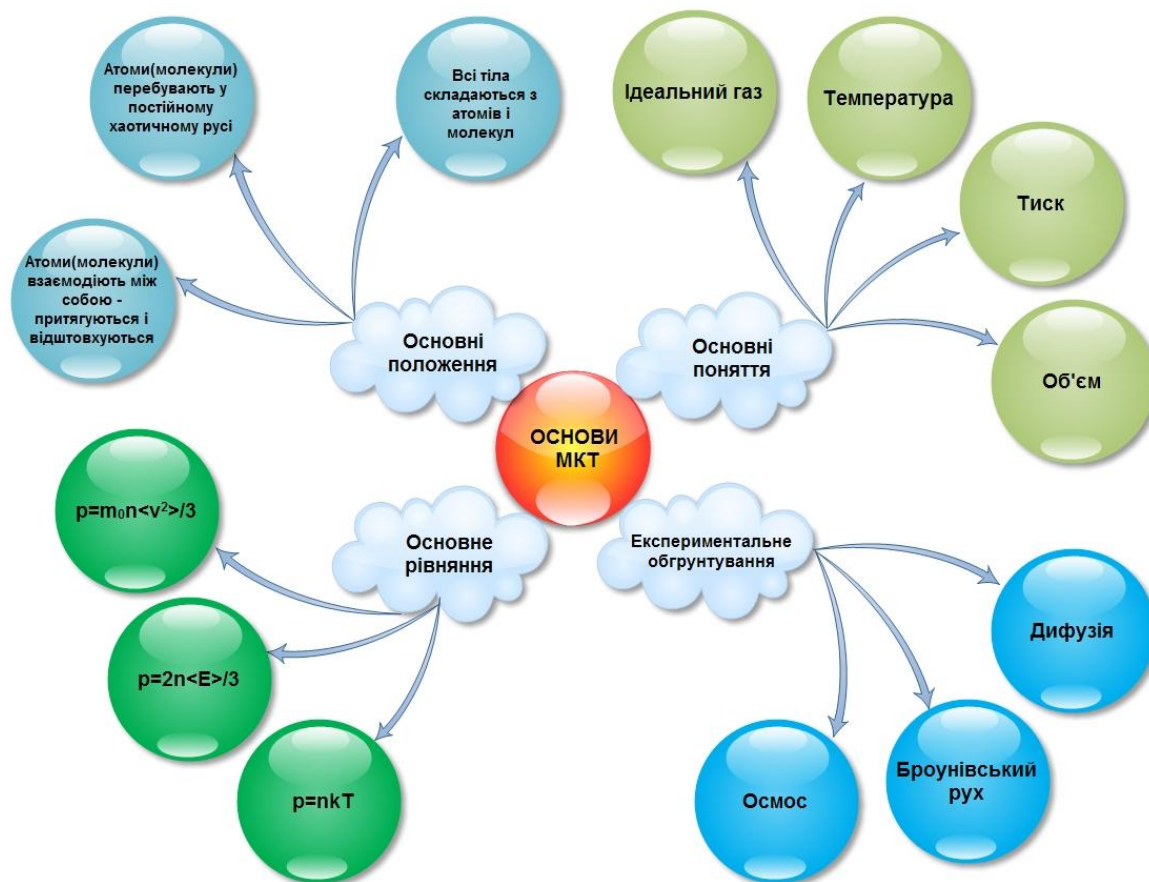 Атоми(молекули)
перебувають у
постійному
хаотичному русі
Всі тіла
складаються з
атомів і
молекул
Ідеальний газ
Температура
Тиск
Об'єм
Атоми(молекули)
взаємодіють між
собою -
притягуються і
відштовхуються
Основні
положення
Основні
поняття
ОСНОВИ
МКТ
Основне
рівняння
Експериментальне
обгрунтування
p=m₀n<v²>/3
p=2n<E>/3
p=nkT
Дифузія
Броунівський
рух
Осмос